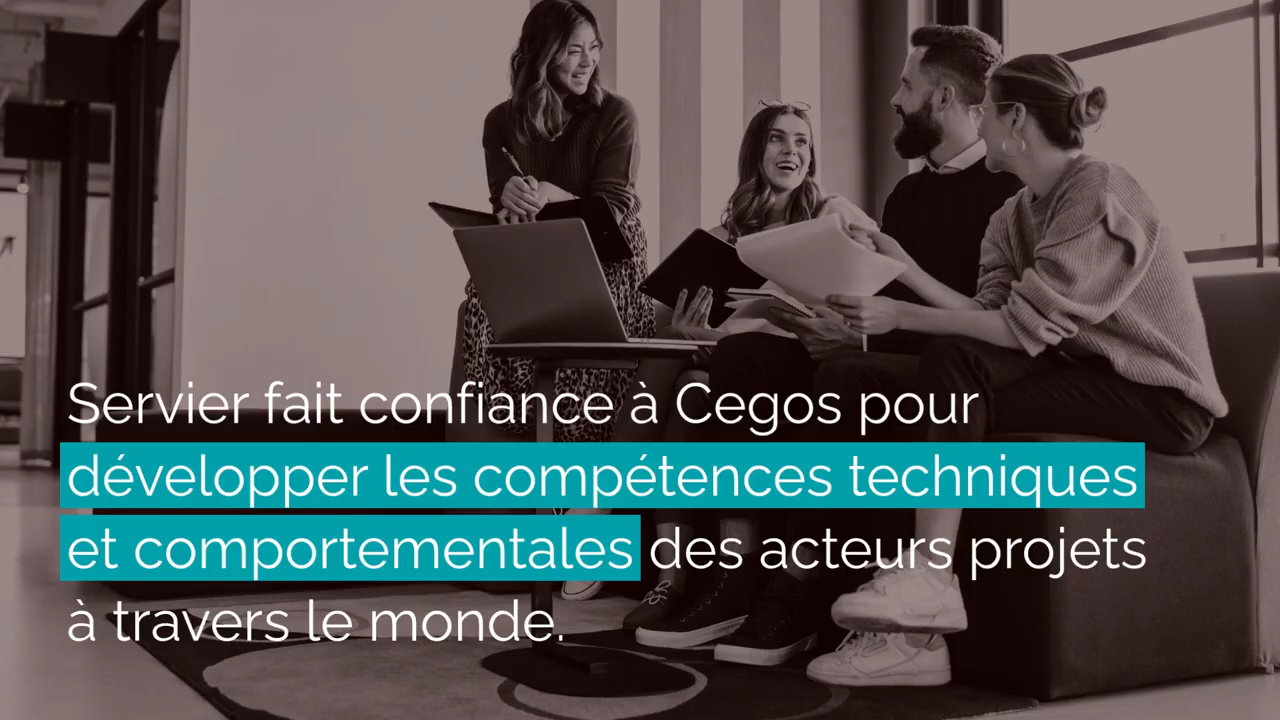 Servier fait confiance à Cegos pour
développer les compétences techniques
et comportementales des acteurs projets
à travers le monde.